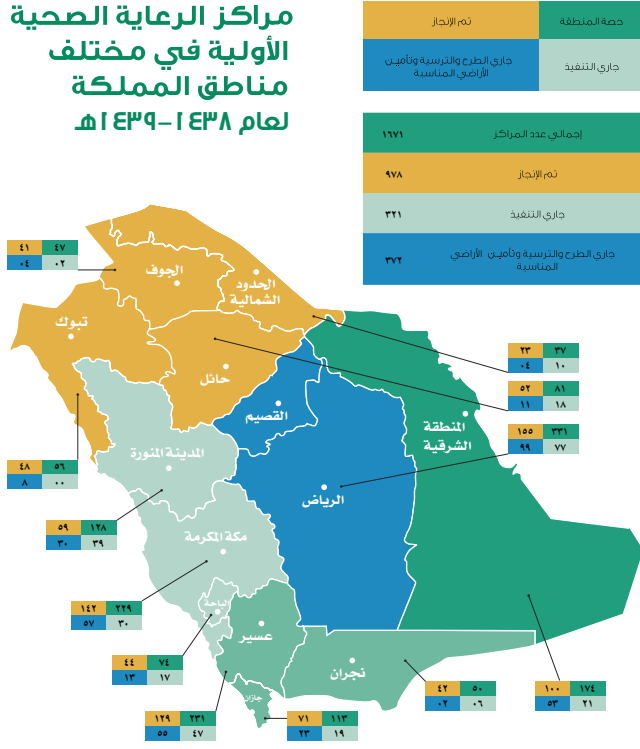 مراكز الرعاية الصحية
الأولية في مختلف
مناطق المملكة
لعام ١٤٣٨-١٤٣٩هـ
حصة المنطقة
تم الإنجاز
جاري التنفيذ
جاري الطرح والترسية وتأمين
الأراضي المناسبة
إجمالي عدد المراكز ١٦٧١
تم الإنجاز ٩٧٨
جاري التنفيذ ٣٢١
جاري الطرح والترسية وتأمين الأراضي
المناسبة
٣٧٢
٤٧ ٤١
٠٢ ٠٤
الجوف
الحدود
الشمالية
تبوك
حائل
٣٧ ٢٣
١٠ ٠٤
٨١ ٥٢
١٨ ١١
القصيم
المنطقة
الشرقية
٣٣١ ١٥٥
٧٧ ٩٩
المدينة المنورة
٥٦ ٤٨
٠٠ ٨
الرياض
١٢٨ ٥٩
٣٩ ٣٠
مكة المكرمة
٢٢٩ ١٤٢
٣٠ ٥٧
الباحة
عسير
٧٤ ٤٤
١٧ ١٣
نجران
جازان
٥٠ ٤٢
٠٦ ٠٢
١٧٤ ١٠٠
٢١ ٥٣
٢٣١ ١٢٩
٤٧ ٥٥
١١٣ ٧١
١٩ ٢٣